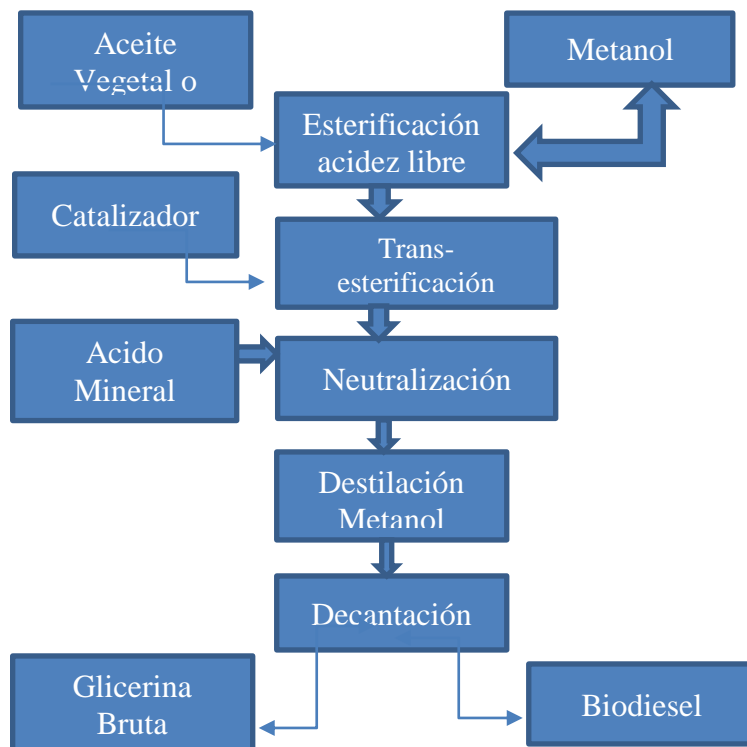 Aceite
Vegetal o
Metanol
Esterificación
acidez libre
Catalizador
Trans-
esterificación
Acido
Mineral
Neutralización
Destilación
Metanol
Decantación
Glicerina
Bruta
Biodiesel